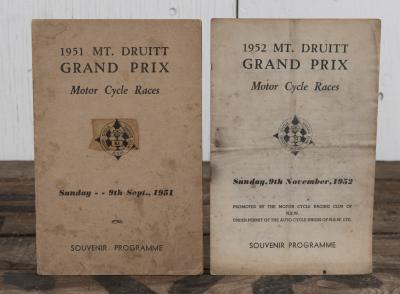 1951 MT. DRUITT
GRAND PRIX
Motor Cycle Races
Sunday - - 9th Sept., 1951
SOUVENIR PROGRAMME
1952 MT. DRUITT
GRAND PRIX
Motor Cycle Races
Sunday, 9th November, 1952
PROMOTED BY THE MOTOR CYCLE RACING CLUB OF
N.S.W.
UNDER PERMIT OF THE AUTO CYCLE UNION OF N.S.W. LTD.
SOUVENIR PROGRAMME